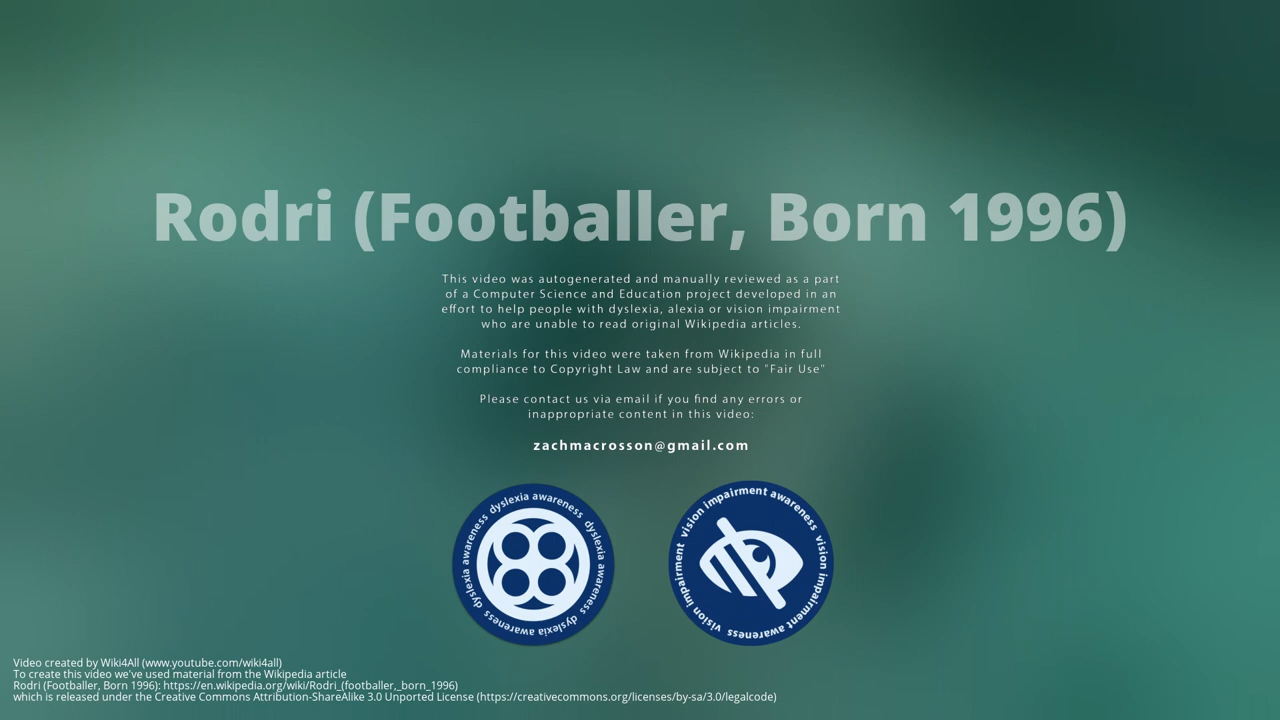 Rodri (Footballer, Born 1996)
This video was autogenerated and manually reviewed as a part
of a Computer Science and Education project developed in an
effort to help people with dyslexia, alexia or vision impairment
who are unable to read original Wikipedia articles.
Materials for this video were taken from Wikipedia in full
compliance to Copyright Law and are subject to "Fair Use"
Please contact us via email if you find any errors or
inappropriate content in this video:
zachmacrosson@gmail.com
dyslexia awareness dyslexia awareness dyslexia awareness dyslexia awareness
vision impairment awareness vision impairment awareness vision impairment
Video created by Wiki4All (www.youtube.com/wiki4all)
To create this video we've used material from the Wikipedia article
Rodri (Footballer, Born 1996): https://en.wikipedia.org/wiki/Rodri_(footballer,_born_1996)
which is released under the Creative Commons Attribution-ShareAlike 3.0 Unported License (https://creativecommons.org/licenses/by-sa/3.0/legalcode)